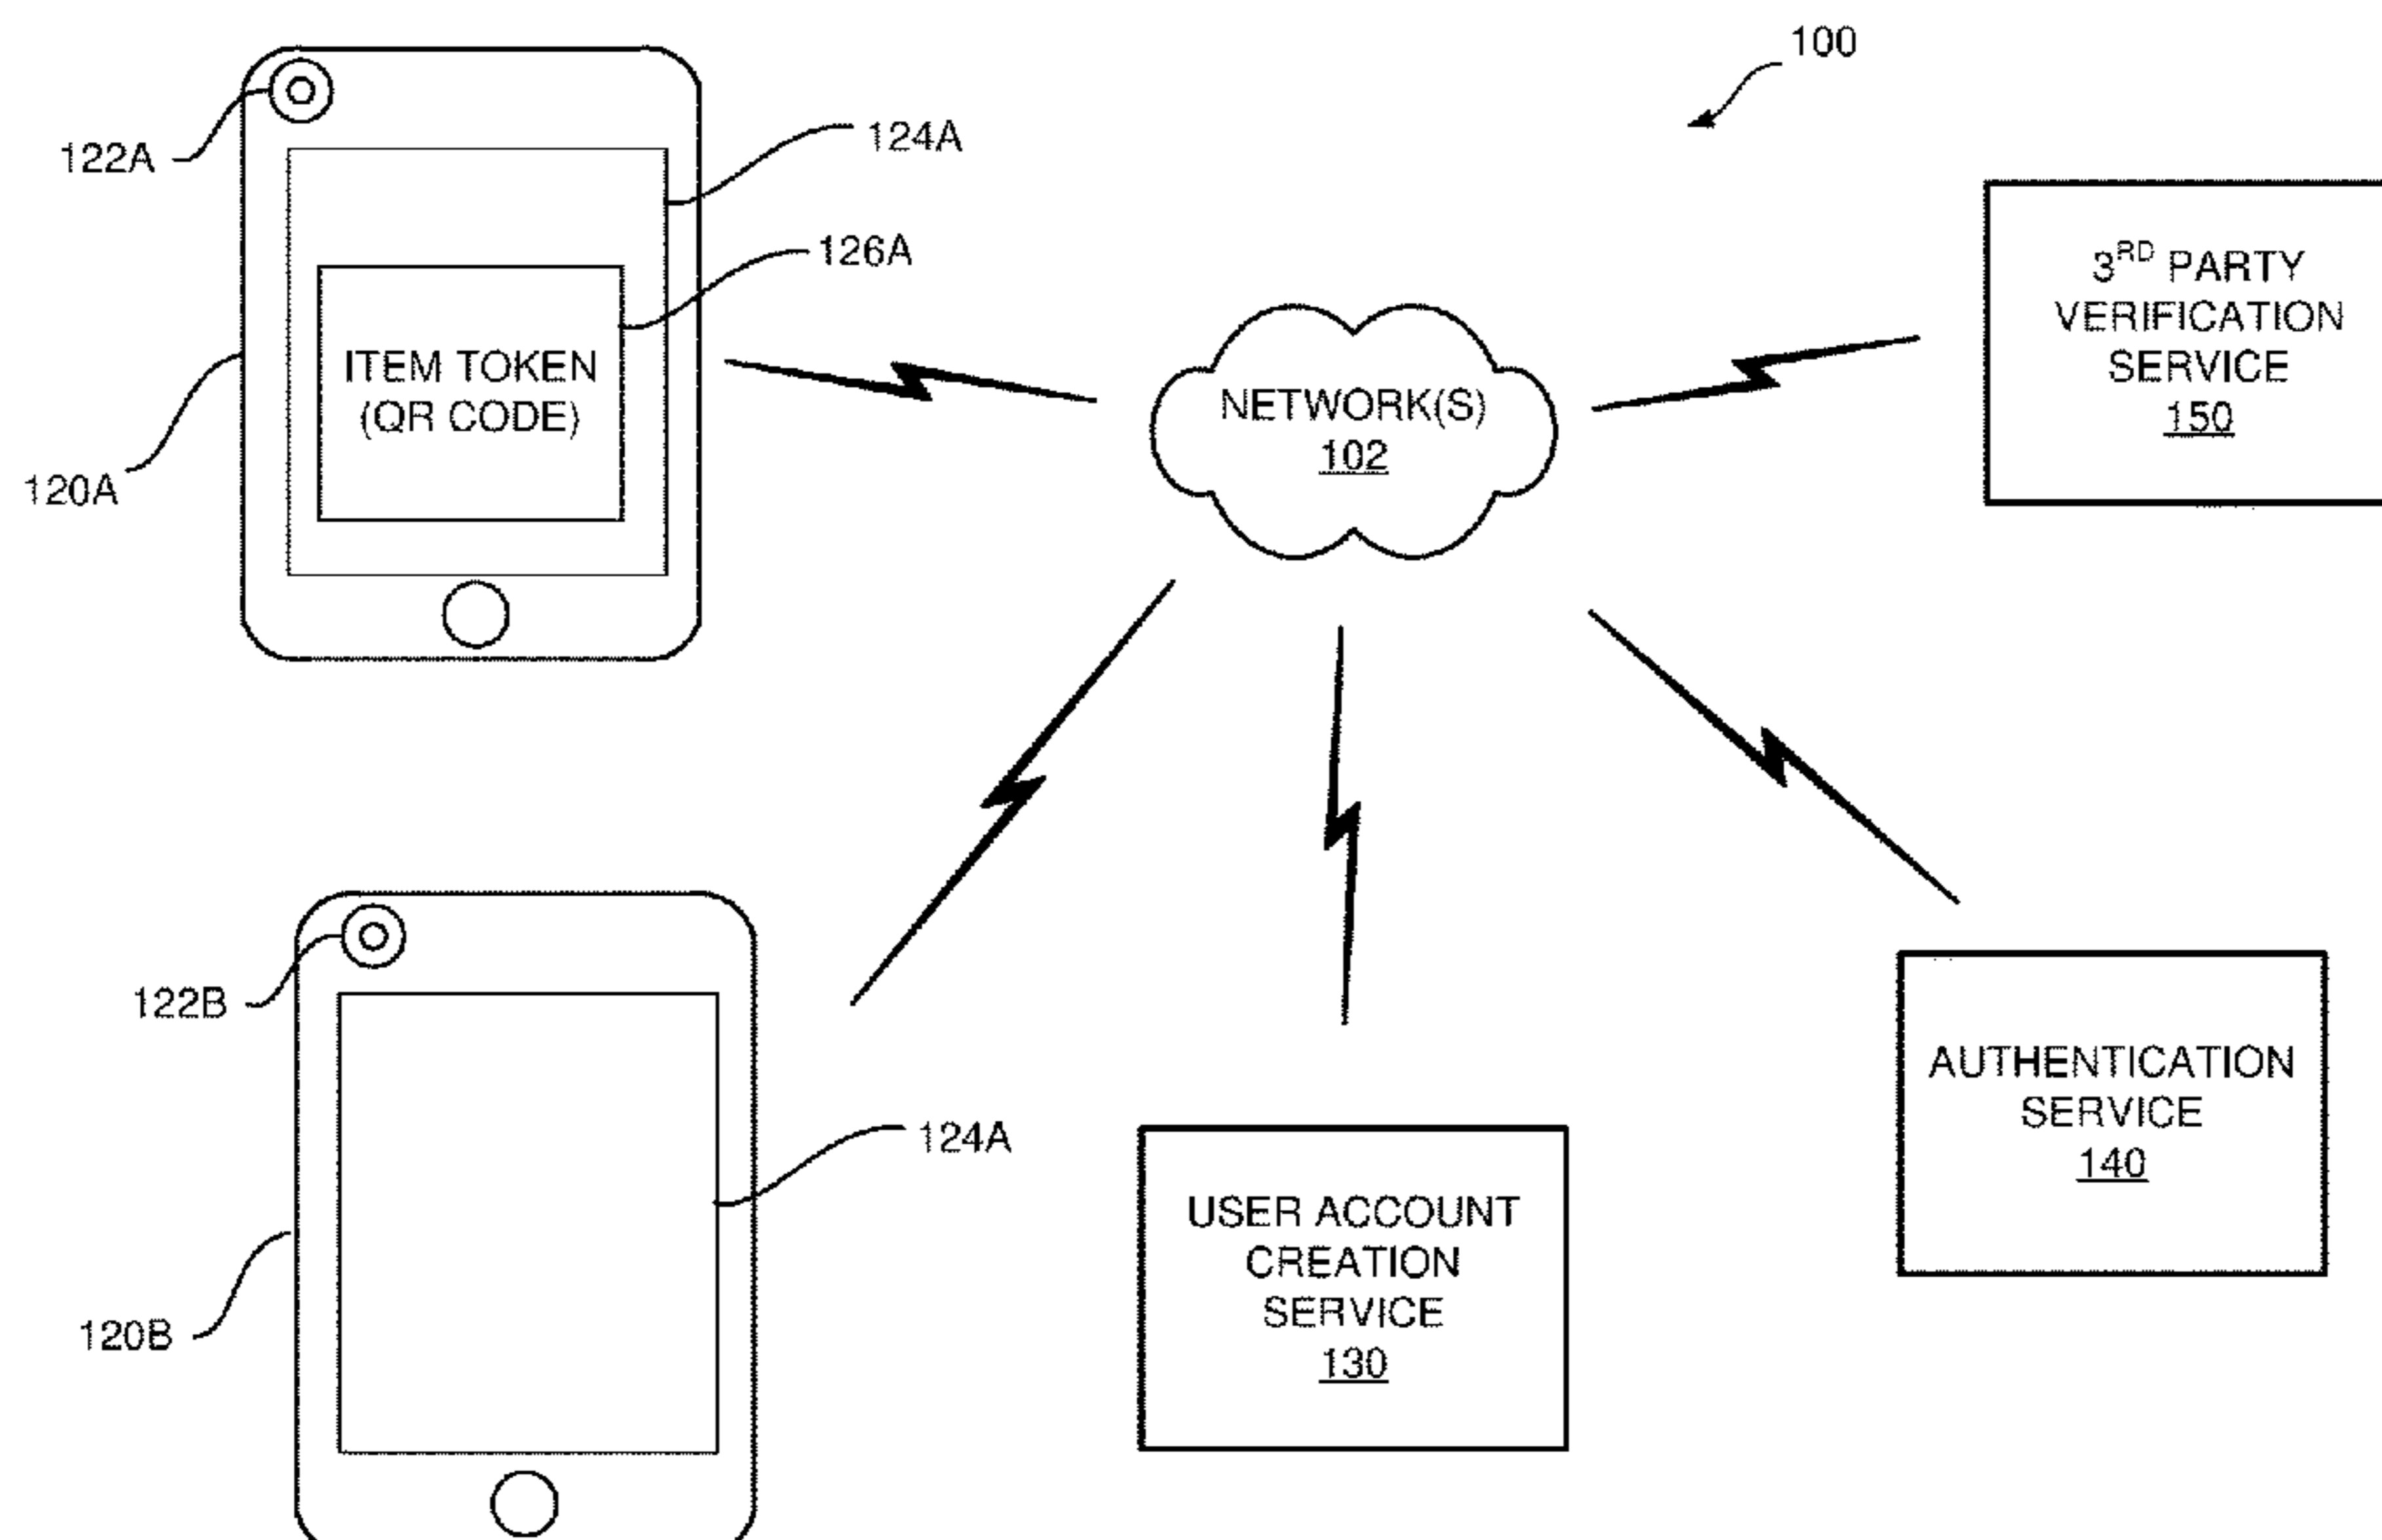 100
122A
124A
126A
ITEM TOKEN
(QR CODE)
120A
NETWORK(S)
102
3RD PARTY
VERIFICATION
SERVICE
150
122B
124A
120B
USER ACCOUNT
CREATION
SERVICE
130
AUTHENTICATION
SERVICE
140